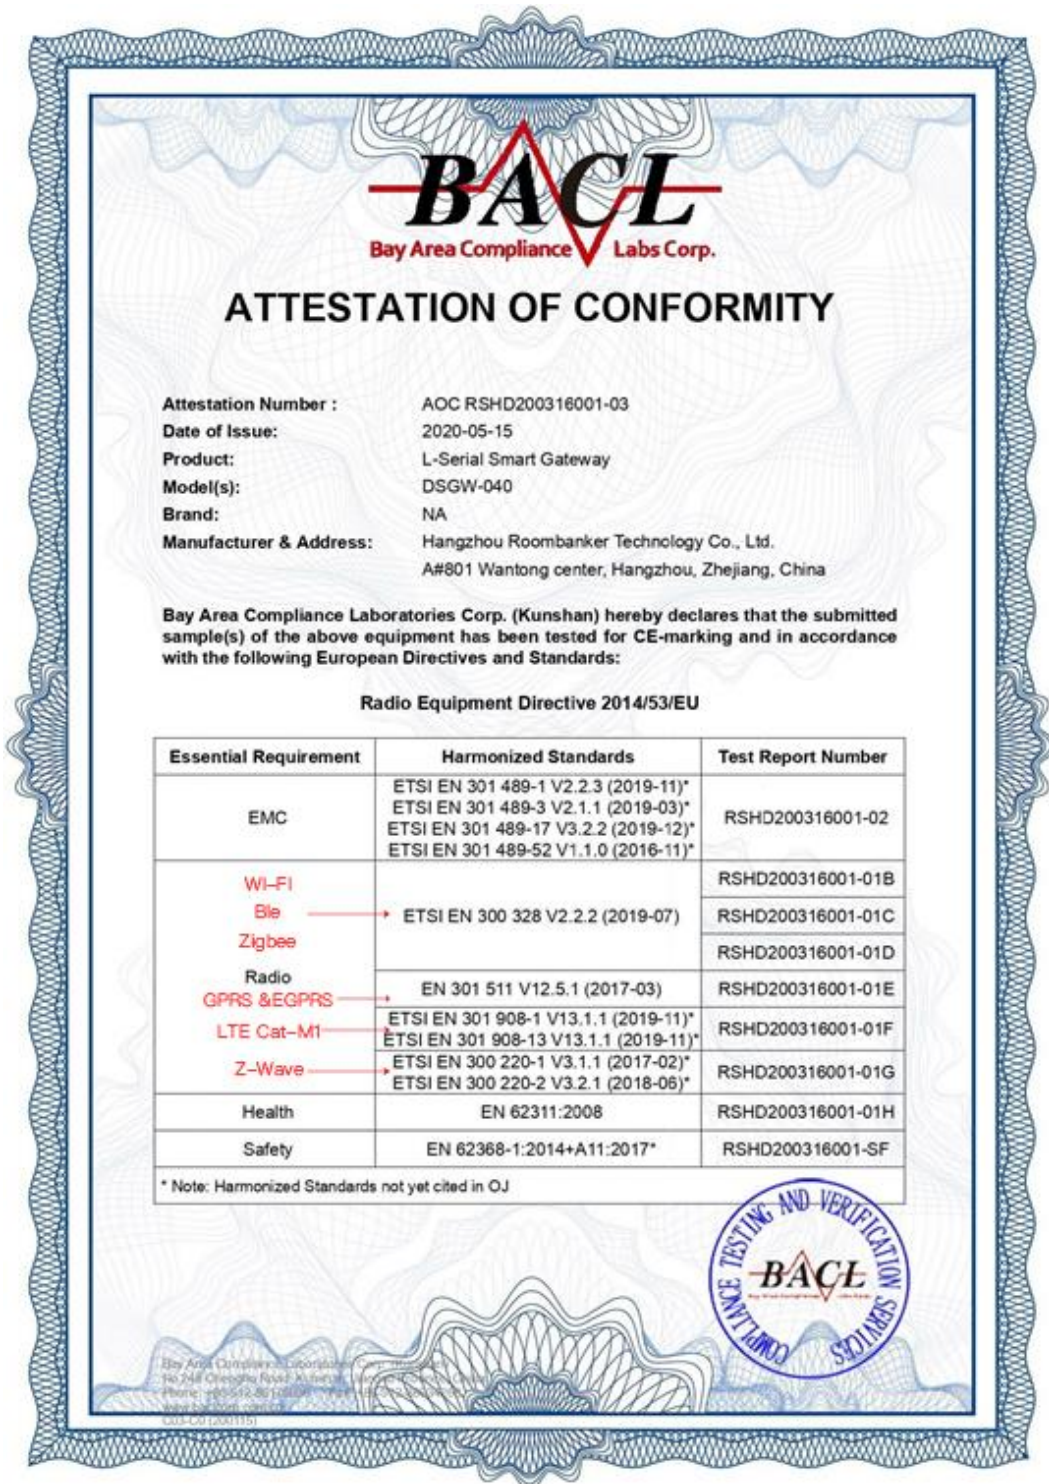 BACL
Bay Area Compliance Labs Corp.
ATTESTATION OF CONFORMITY
Attestation Number : AOC RSHD200316001-03
Date of Issue: 2020-05-15
Product: L-Serial Smart Gateway
Model(s): DSGW-040
Brand: NA
Manufacturer & Address: Hangzhou Roombanker Technology Co., Ltd.
A#801 Wantong center, Hangzhou, Zhejiang, China
Bay Area Compliance Laboratories Corp. (Kunshan) hereby declares that the submitted
sample(s) of the above equipment has been tested for CE-marking and in accordance
with the following European Directives and Standards:
Radio Equipment Directive 2014/53/EU
Essential Requirement Harmonized Standards Test Report Number
EMC
ETSI EN 301 489-1 V2.2.3 (2019-11)*
ETSI EN 301 489-3 V2.1.1 (2019-03)*
ETSI EN 301 489-17 V3.2.2 (2019-12)*
ETSI EN 301 489-52 V1.1.0 (2016-11)*
RSHD200316001-02
WI-FI
Ble
Zigbee
ETSI EN 300 328 V2.2.2 (2019-07)
RSHD200316001-01B
RSHD200316001-01C
RSHD200316001-01D
Radio
GPRS &EGPRS
EN 301 511 V12.5.1 (2017-03)
RSHD200316001-01E
LTE Cat-M1
ETSI EN 301 908-1 V13.1.1 (2019-11)*
ETSI EN 301 908-13 V13.1.1 (2019-11)*
RSHD200316001-01F
Z-Wave
ETSI EN 300 220-1 V3.1.1 (2017-02)*
ETSI EN 300 220-2 V3.2.1 (2018-06)*
RSHD200316001-01G
Health EN 62311:2008 RSHD200316001-01H
Safety EN 62368-1:2014+A11:2017* RSHD200316001-SF
* Note: Harmonized Standards not yet cited in OJ
COMPLIANCE TESTING AND VERIFICATION SERVICES
BACL
Bay Area Compliance Laboratories Corp.
C03-C0 (200115)